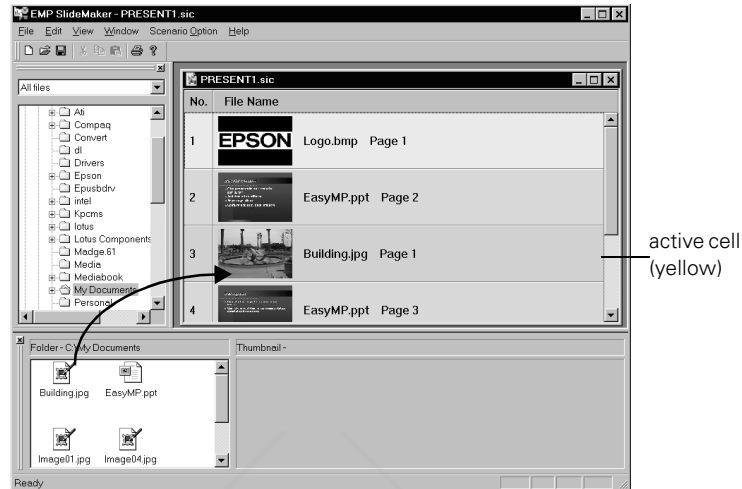 EMP SlideMaker - PRESENT1.sic
File Edit View Window Scenario Option Help
All files
Ati
Compaq
Convert
dl
Drivers
Epson
Epusbdrv
intel
Kpcms
lotus
Lotus Components
Madge.61
Media
Mediabook
My Documents
Personal
PRESENT1.sic
No. File Name
1 EPSON Logo.bmp Page 1
2 EasyMP.ppt Page 2
3 Building.jpg Page 1
4 EasyMP.ppt Page 3
active cell
(yellow)
Folder - C:\My Documents
Thumbnail -
Building.jpg EasyMP.ppt
Image01.jpg Image04.jpg
Ready